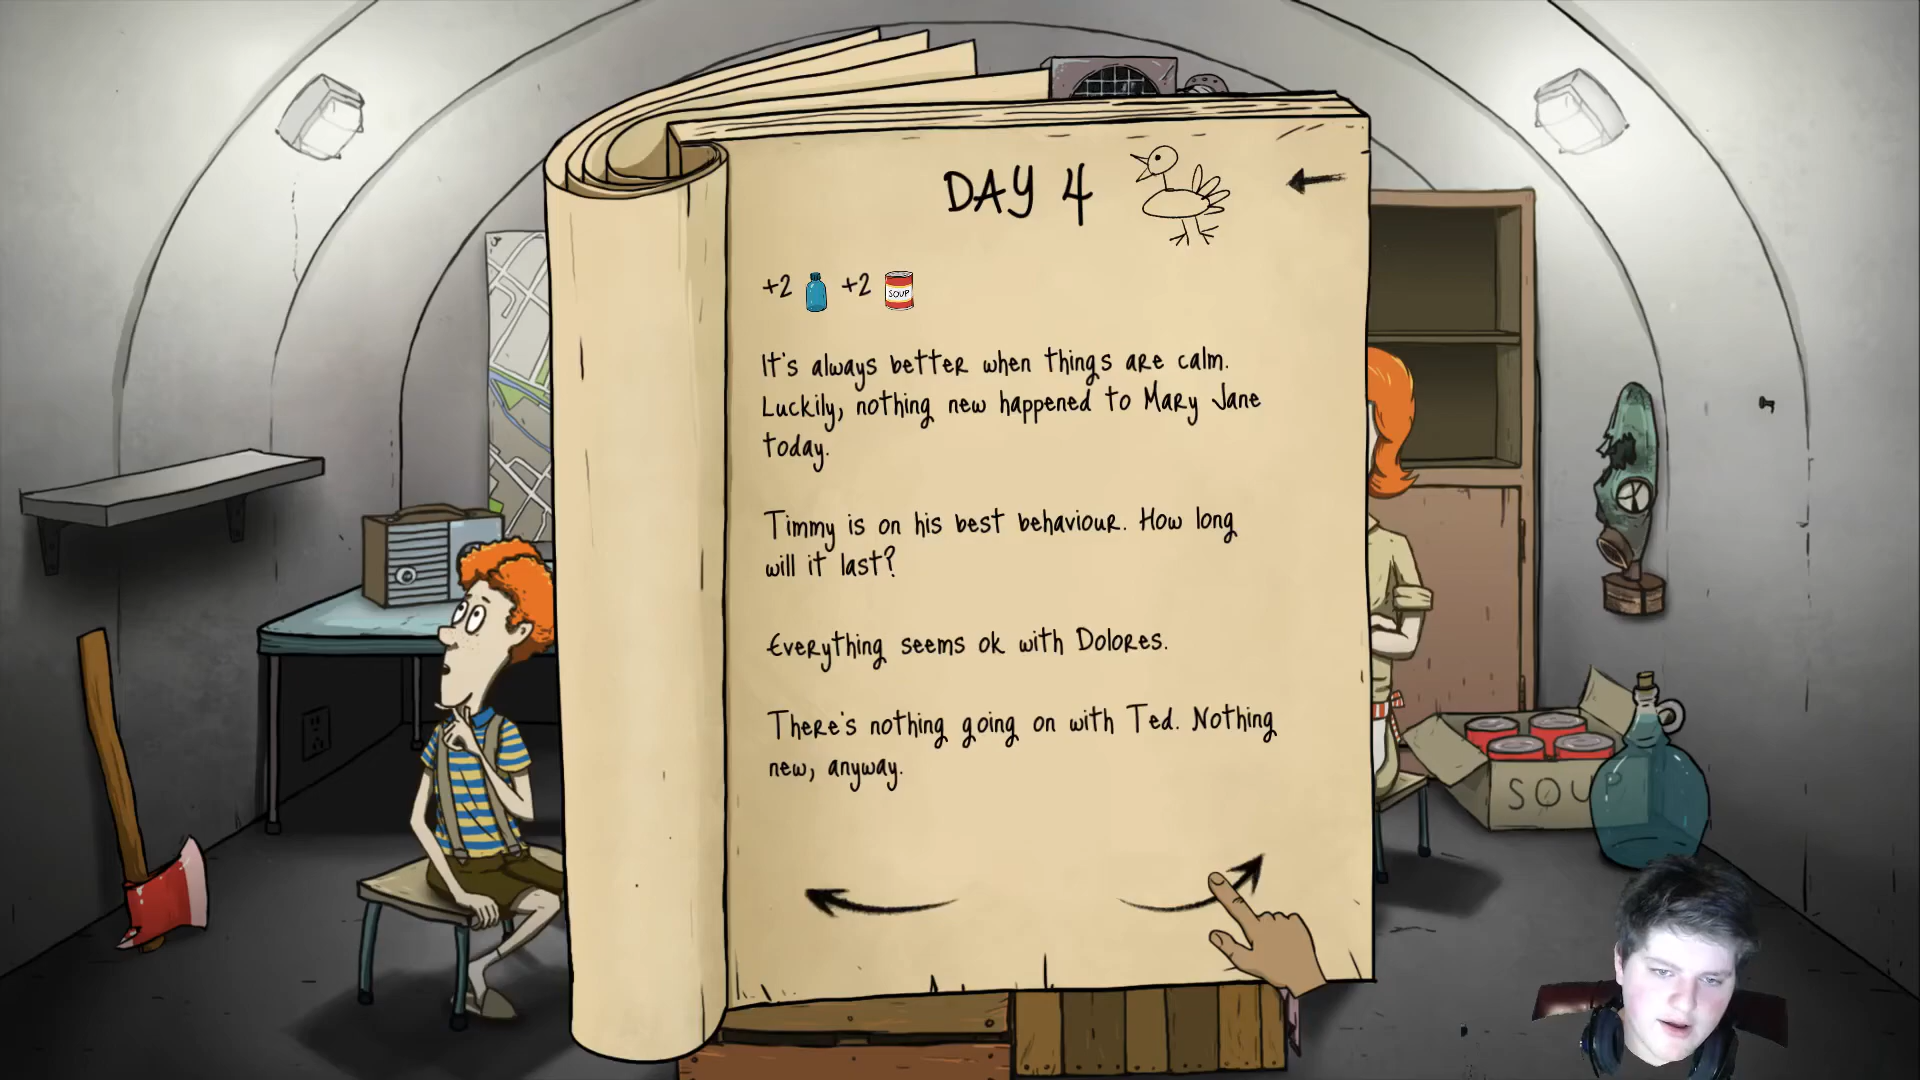 DAY 4
+2 +2 SOUP
It's always better when things are calm.
Luckily, nothing new happened to Mary Jane
today.
Timmy is on his best behaviour. How long
will it last?
Everything seems ok with Dolores.
There's nothing going on with Ted. Nothing
new, anyway.
SOU